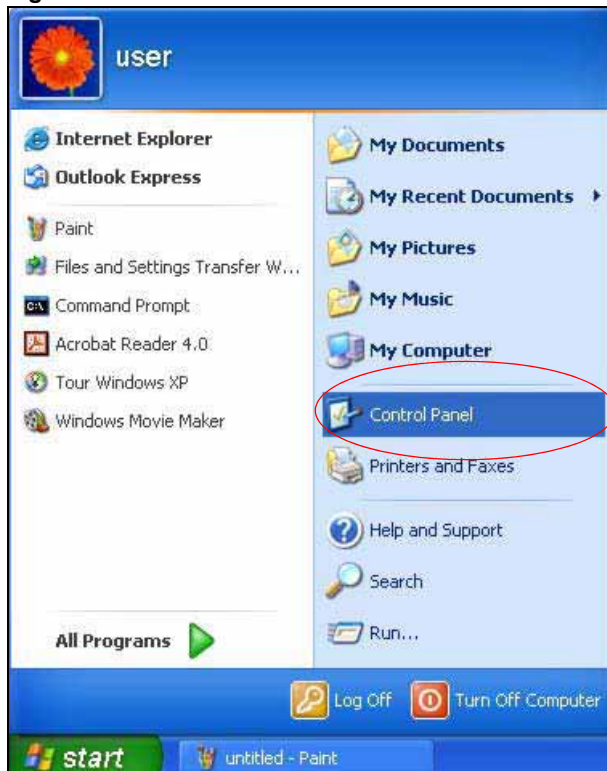 user
Internet Explorer
Outlook Express
Paint
Files and Settings Transfer W...
Command Prompt
Acrobat Reader 4.0
Tour Windows XP
Windows Movie Maker
All Programs
My Documents
My Recent Documents
My Pictures
My Music
My Computer
Control Panel
Printers and Faxes
Help and Support
Search
Run...
Log Off
Turn Off Computer
start
untitled - Paint